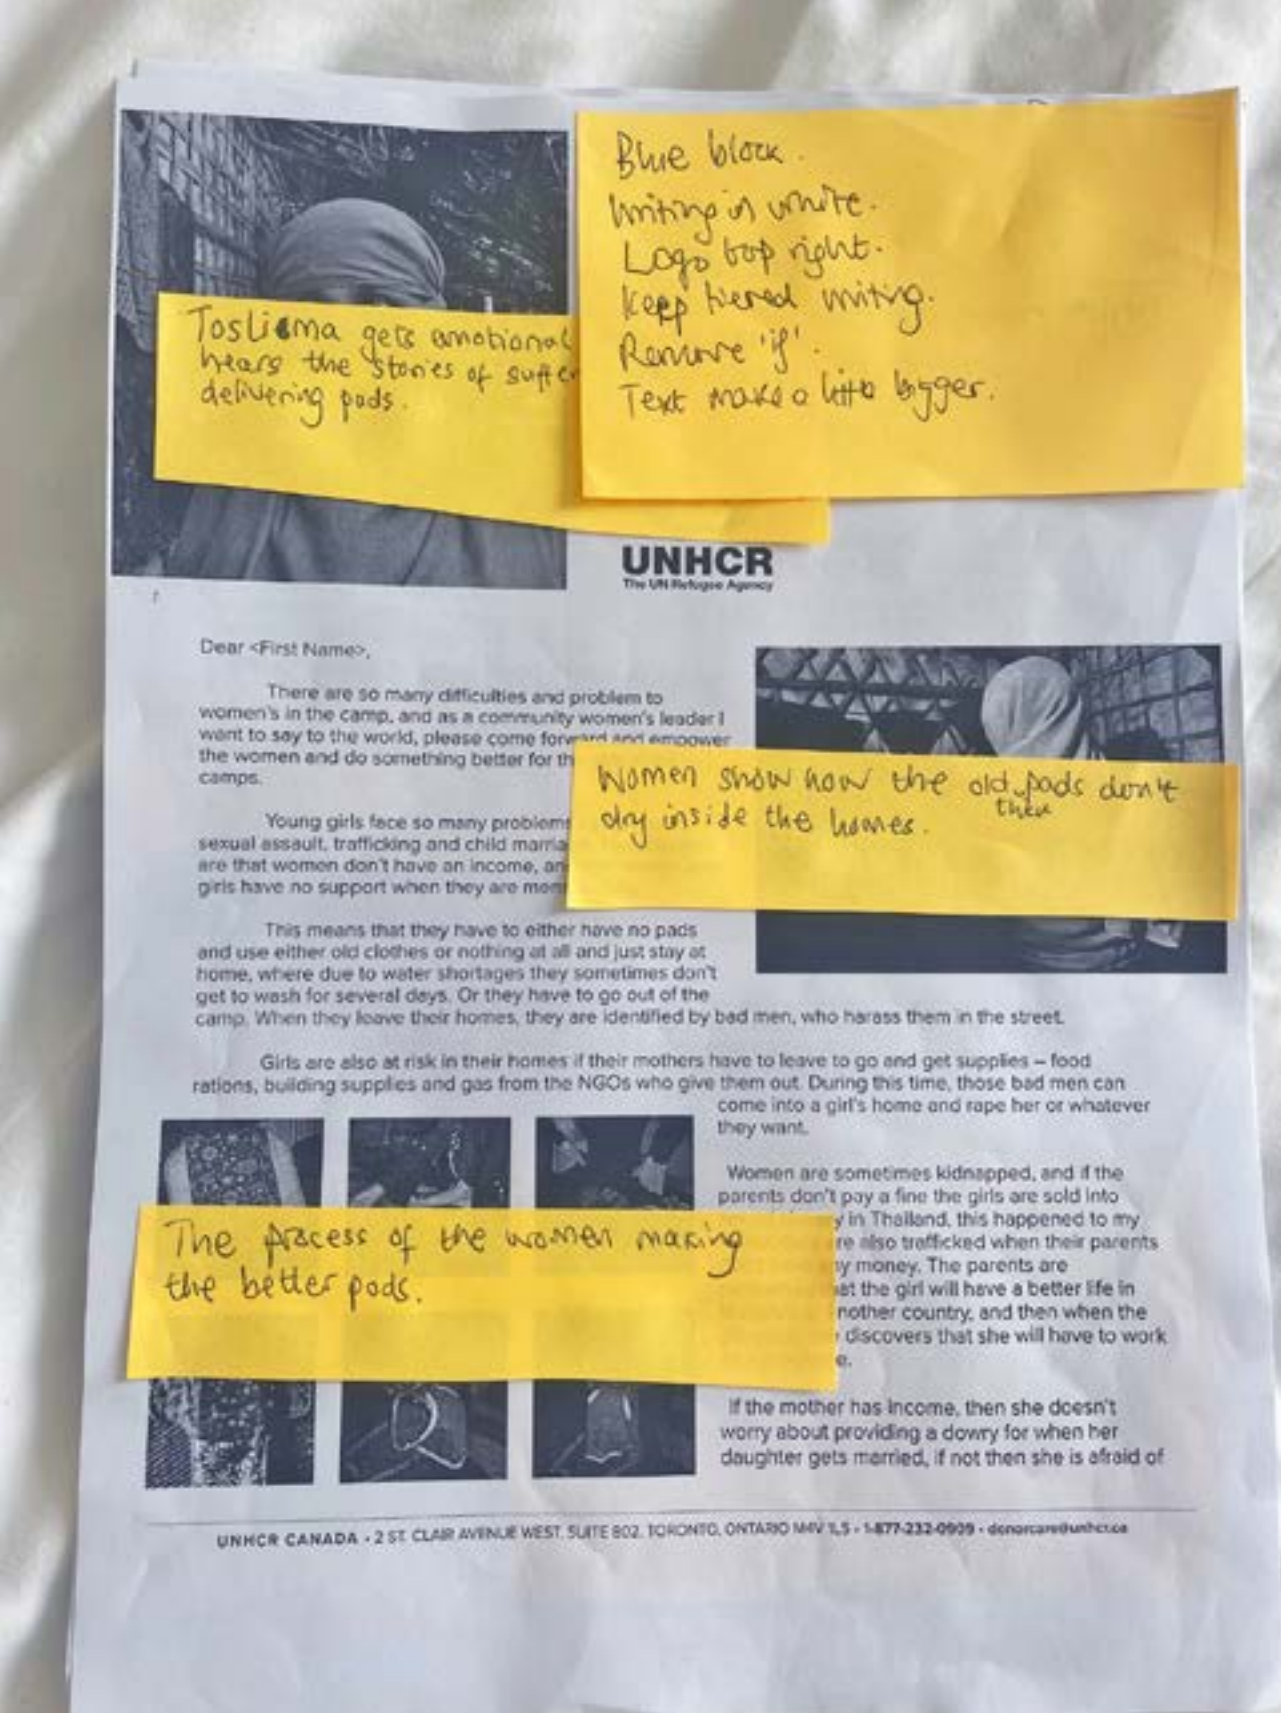 Blue block.
Writing in white.
Logo top right.
Keep tiered writing.
Remove 'if'.
Text make a little bigger.
Tosliema gets emotional
hears the stories of suffer
delivering pads.
UNHCR
The UN Refugee Agency
Dear <First Name>,
There are so many difficulties and problem to
women's in the camp, and as a community women's leader I
want to say to the world, please come forward and empower
the women and do something better for th
camps.
Young girls face so many problems
sexual assault, trafficking and child marria
are that women don't have an income, an
girls have no support when they are men
Women show how the old pads don't
then
dry inside the homes.
This means that they have to either have no pads
and use either old clothes or nothing at all and just stay at
home, where due to water shortages they sometimes don't
get to wash for several days. Or they have to go out of the
camp. When they leave their homes, they are identified by bad men, who harass them in the street.
Girls are also at risk in their homes if their mothers have to leave to go and get supplies – food
rations, building supplies and gas from the NGOs who give them out. During this time, those bad men can
come into a girl's home and rape her or whatever
they want.
Women are sometimes kidnapped, and if the
parents don't pay a fine the girls are sold into
y in Thailand, this happened to my
re also trafficked when their parents
y money. The parents are
at the girl will have a better life in
nother country, and then when the
discovers that she will have to work
e.
The process of the women making
the better pads.
If the mother has income, then she doesn't
worry about providing a dowry for when her
daughter gets married, if not then she is afraid of
UNHCR CANADA • 2 ST. CLAIR AVENUE WEST, SUITE 802, TORONTO, ONTARIO M4V 1L5 • 1-877-232-0909 • donorcare@unhcr.ca